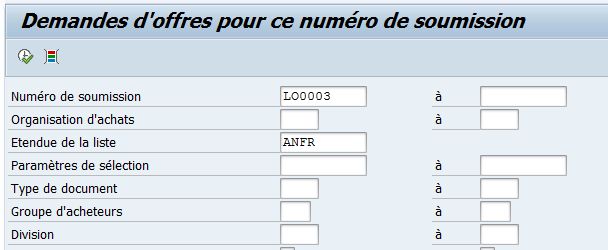 Demandes d'offres pour ce numéro de soumission
Numéro de soumission LO0003 à
Organisation d'achats à
Etendue de la liste ANFR
Paramètres de sélection à
Type de document à
Groupe d'acheteurs à
Division à